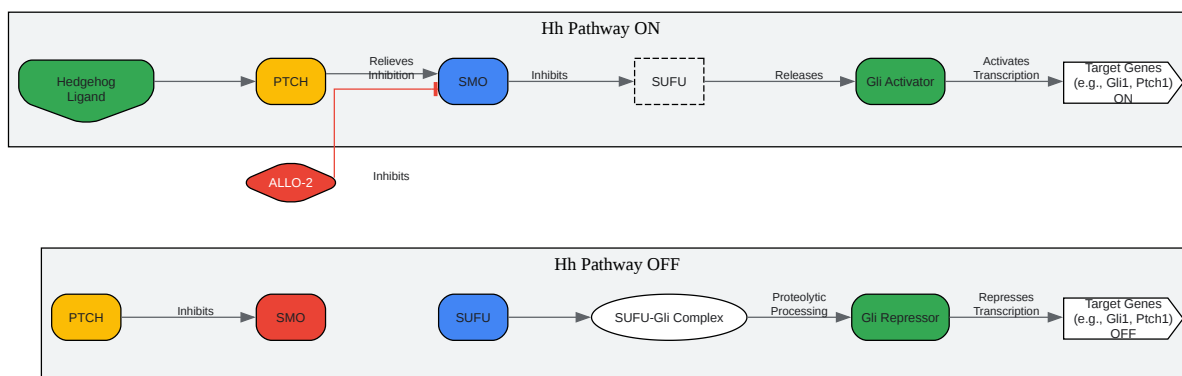 Hh Pathway ON
Hedgehog
Ligand
PTCH
Relieves
Inhibition
SMO
Inhibits
SUFU
Releases
Gli Activator
Activates
Transcription
Target Genes
(e.g., Gli1, Ptch1)
ON
ALLO-2
Inhibits
Hh Pathway OFF
PTCH
Inhibits
SMO
SUFU
SUFU-Gli Complex
Proteolytic
Processing
Gli Repressor
Represses
Transcription
Target Genes
(e.g., Gli1, Ptch1)
OFF